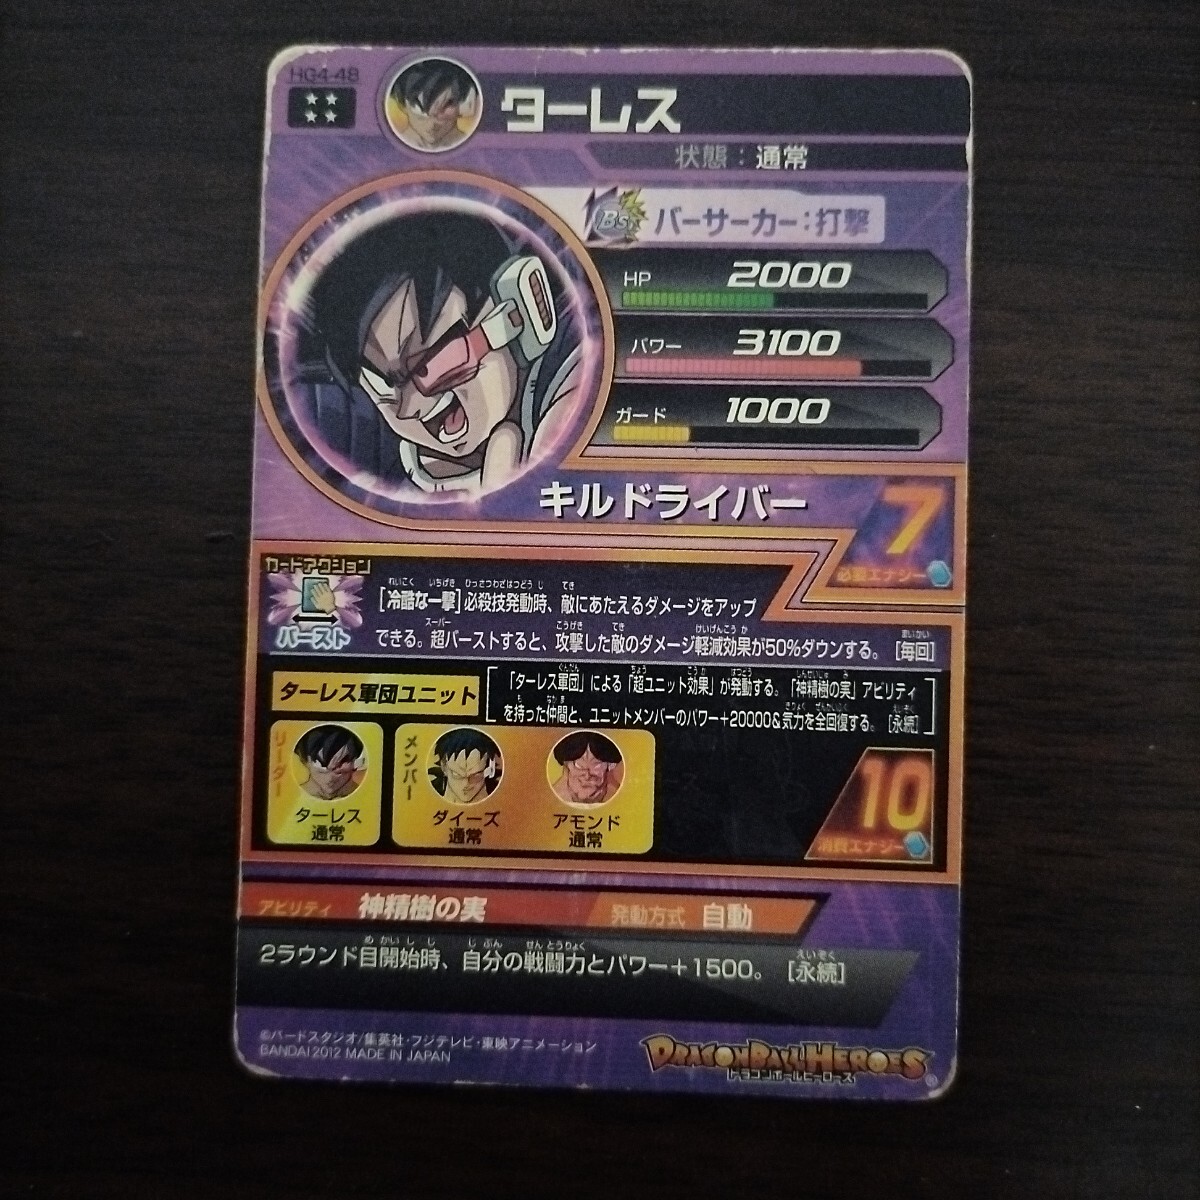 HG4-48
ターレス
状態：通常
Bs
バーサーカー：打撃
HP 2000
パワー 3100
ガード 1000
キルドライバー
7
必要エナジー
カードアクション
バースト
[冷酷な一撃]必殺技発動時、敵にあたえるダメージをアップ
できる。超バーストすると、攻撃した敵のダメージ軽減効果が50%ダウンする。[毎回]
ターレス軍団ユニット
「ターレス軍団」による「超ユニット効果」が発動する。「神精樹の実」アビリティ
を持った仲間と、ユニットメンバーのパワー+20000&気力を全回復する。[永続]
リーダー
ターレス
通常
メンバー
ダイーズ
通常
アモンド
通常
10
消費エナジー
アビリティ 神精樹の実 発動方式 自動
2ラウンド目開始時、自分の戦闘力とパワー+1500。[永続]
©バードスタジオ/集英社・フジテレビ・東映アニメーション
BANDAI 2012 MADE IN JAPAN
DRAGONBALL HEROES
ドラゴンボールヒーローズ